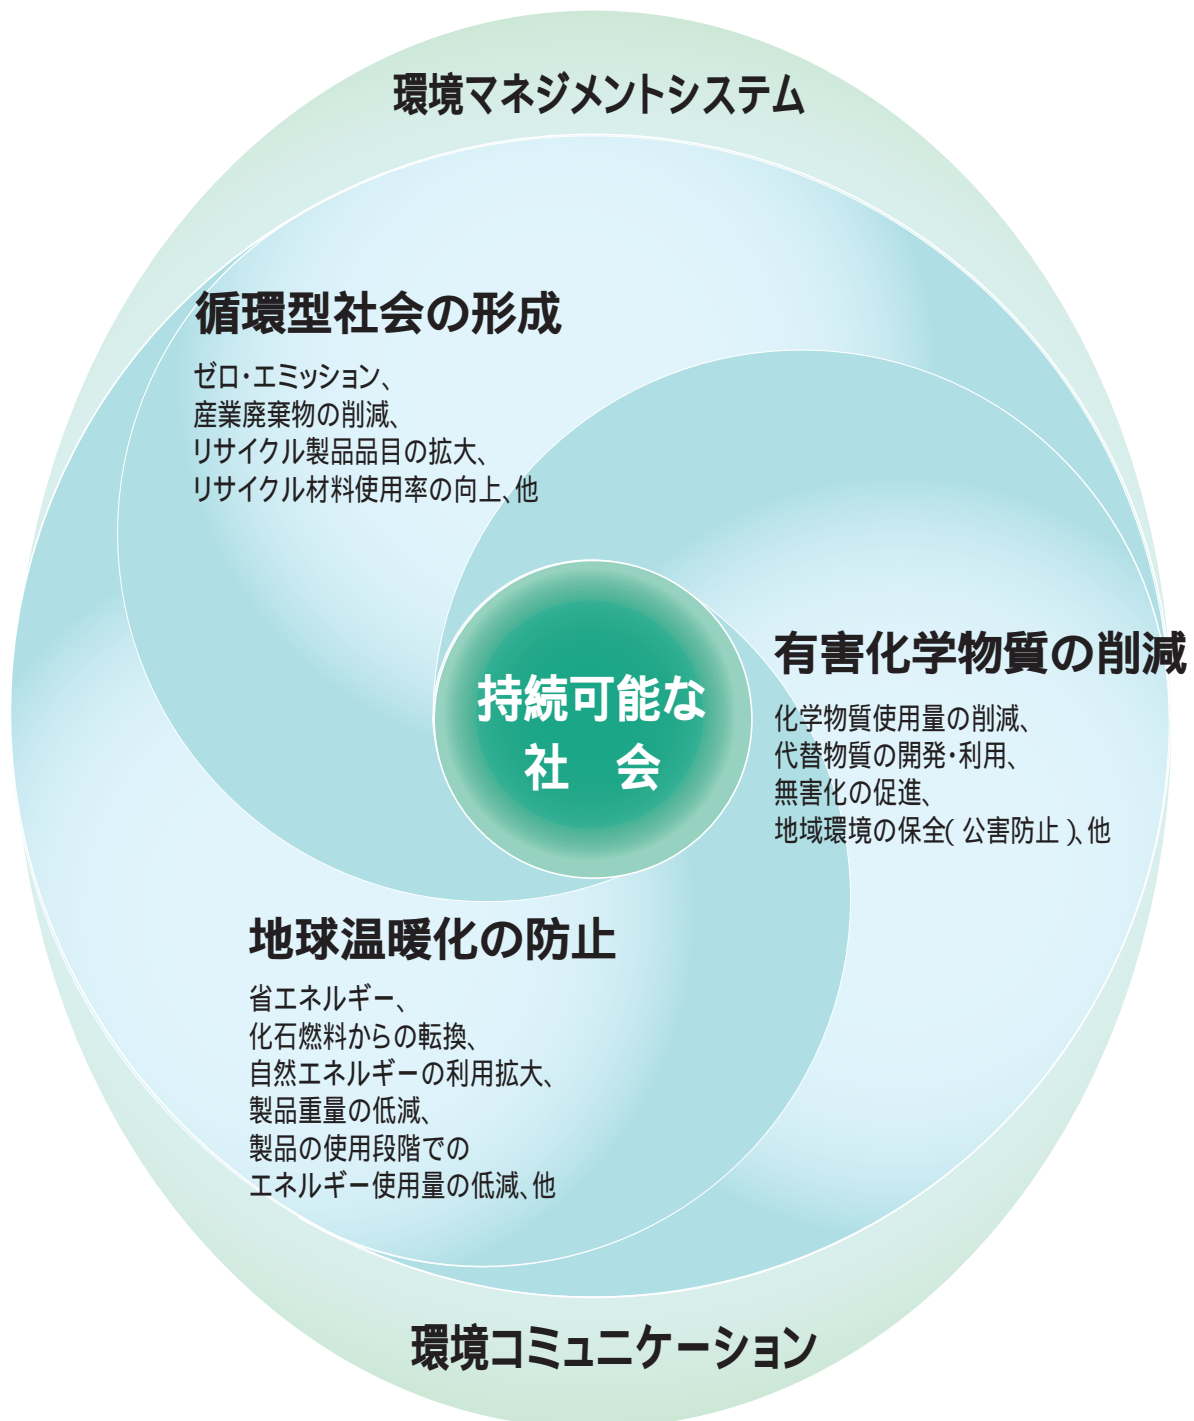 環境マネジメントシステム
循環型社会の形成
ゼロ・エミッション、
産業廃棄物の削減、
リサイクル製品品目の拡大、
リサイクル材料使用率の向上、他
持続可能な
社　会
有害化学物質の削減
化学物質使用量の削減、
代替物質の開発・利用、
無害化の促進、
地域環境の保全(公害防止)、他
地球温暖化の防止
省エネルギー、
化石燃料からの転換、
自然エネルギーの利用拡大、
製品重量の低減、
製品の使用段階での
エネルギー使用量の低減、他
環境コミュニケーション